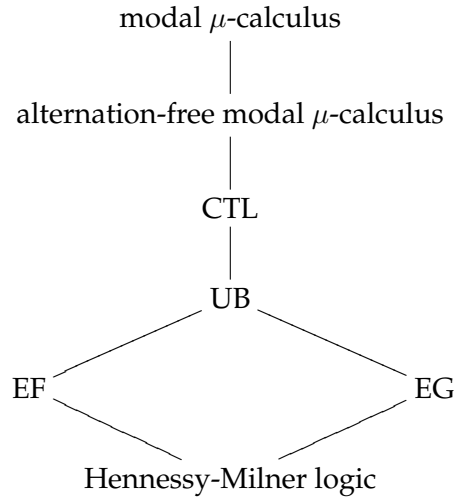 modal μ-calculus
alternation-free modal μ-calculus
CTL
UB
EF EG
Hennessy-Milner logic